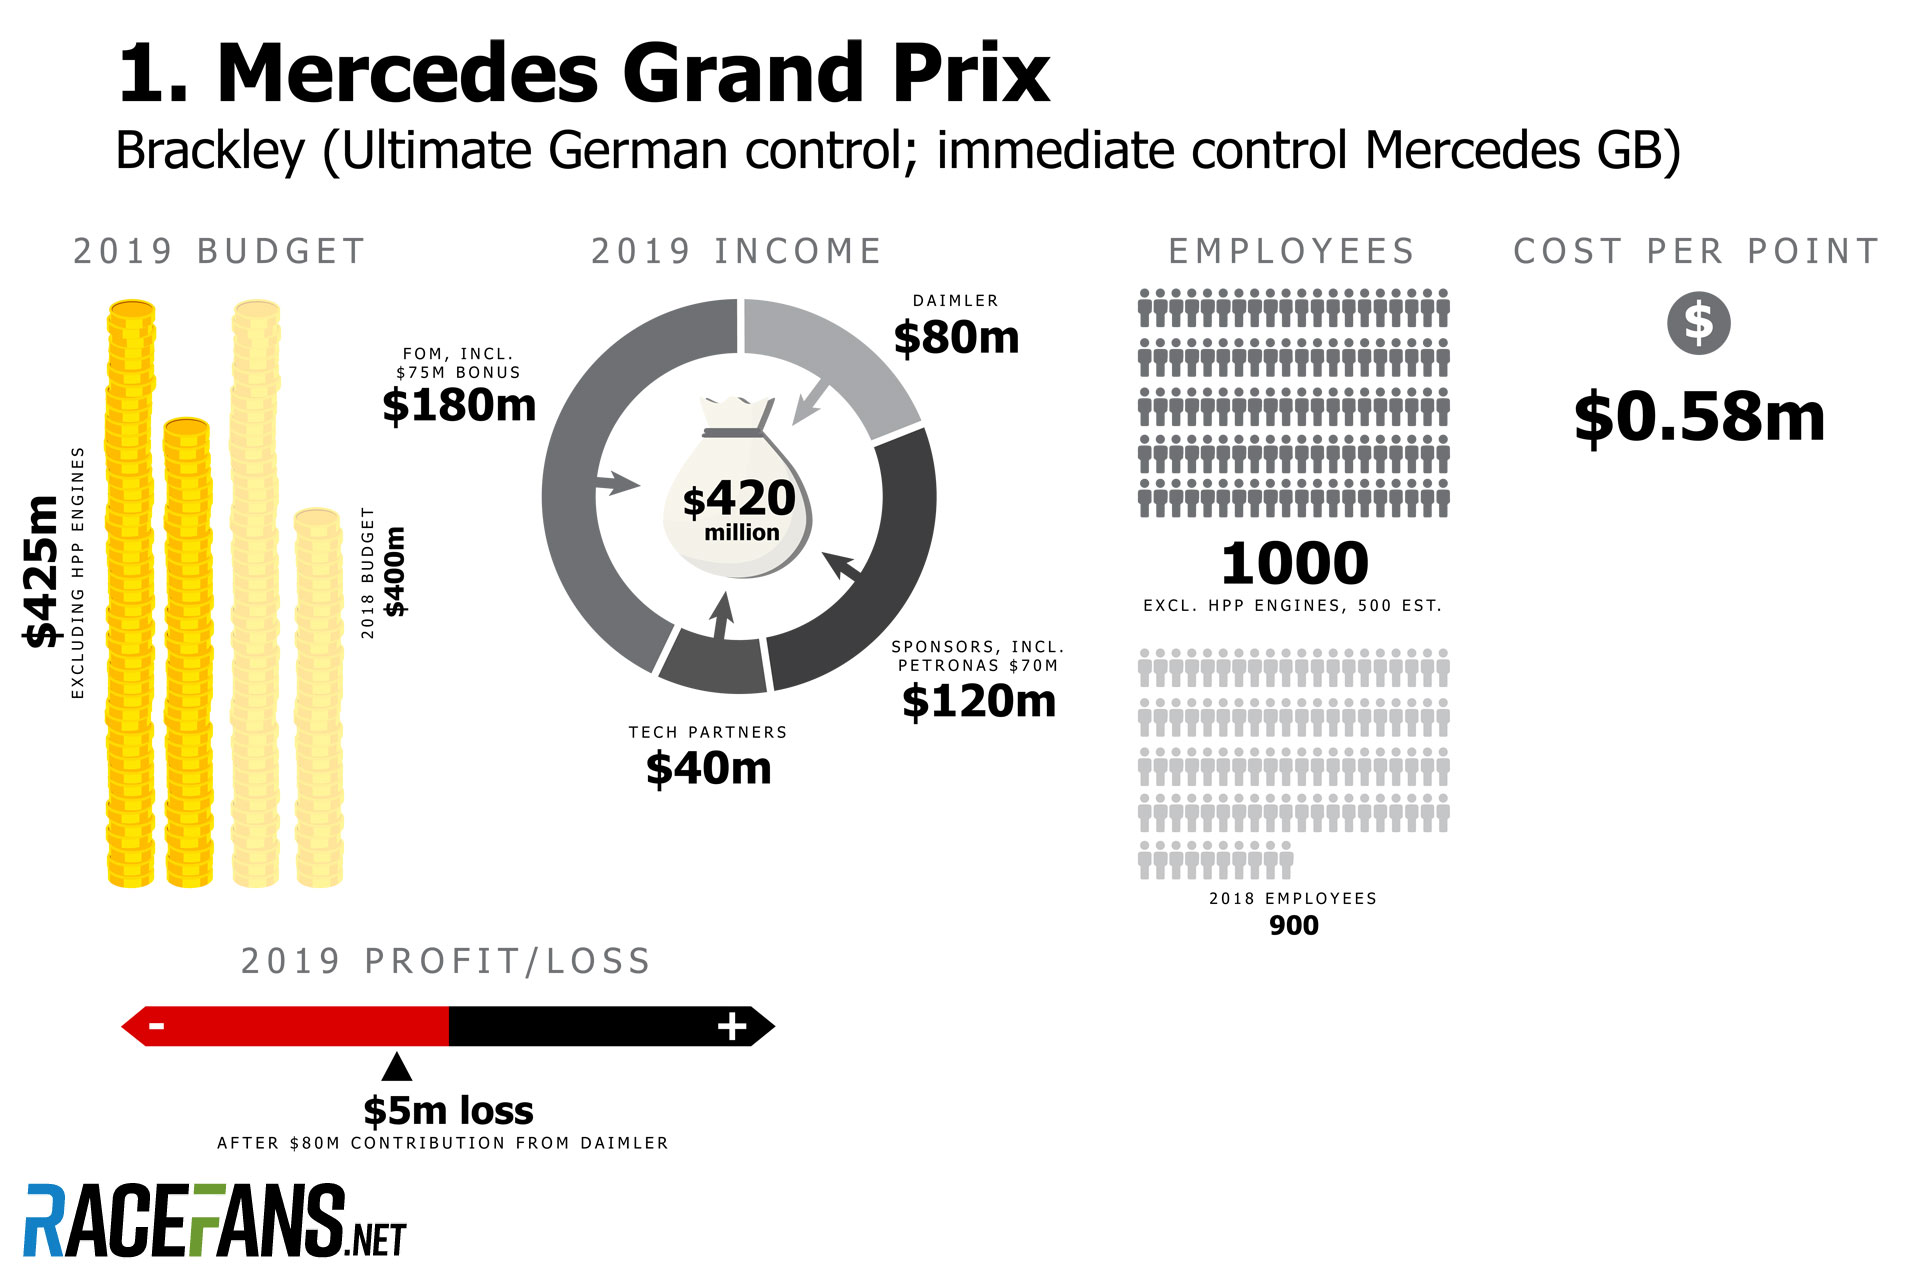 1. Mercedes Grand Prix
Brackley (Ultimate German control; immediate control Mercedes GB)
2019 BUDGET
$425m
EXCLUDING HPP ENGINES
2018 BUDGET
$400m
2019 INCOME
DAIMLER
$80m
FOM, INCL.
$75M BONUS
$180m
$420
million
SPONSORS, INCL.
PETRONAS $70M
$120m
TECH PARTNERS
$40m
EMPLOYEES
1000
EXCL. HPP ENGINES, 500 EST.
2018 EMPLOYEES
900
COST PER POINT
$
$0.58m
2019 PROFIT/LOSS
- +
$5m loss
AFTER $80M CONTRIBUTION FROM DAIMLER
RACEFANS.NET